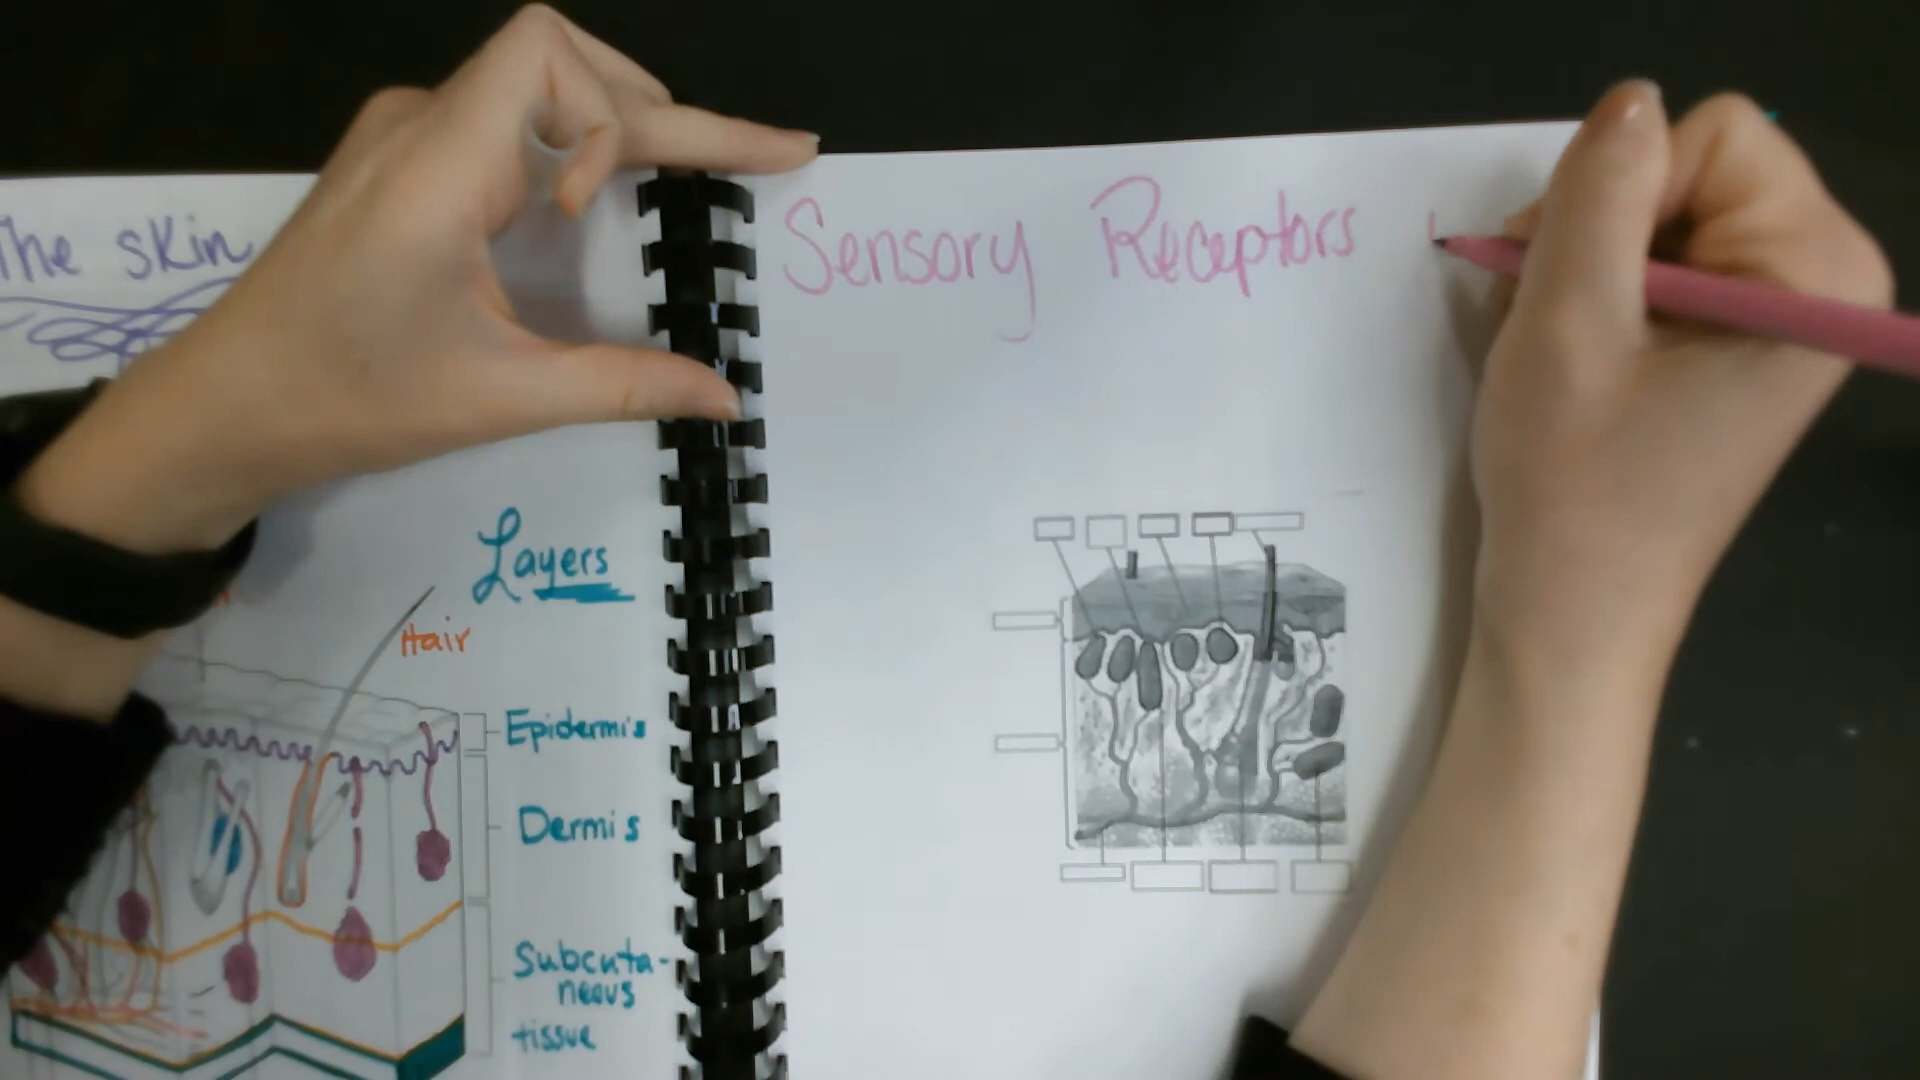 The skin
Layers
Hair
Epidermis
Dermis
Subcuta-
neous
tissue
Sensory Receptors